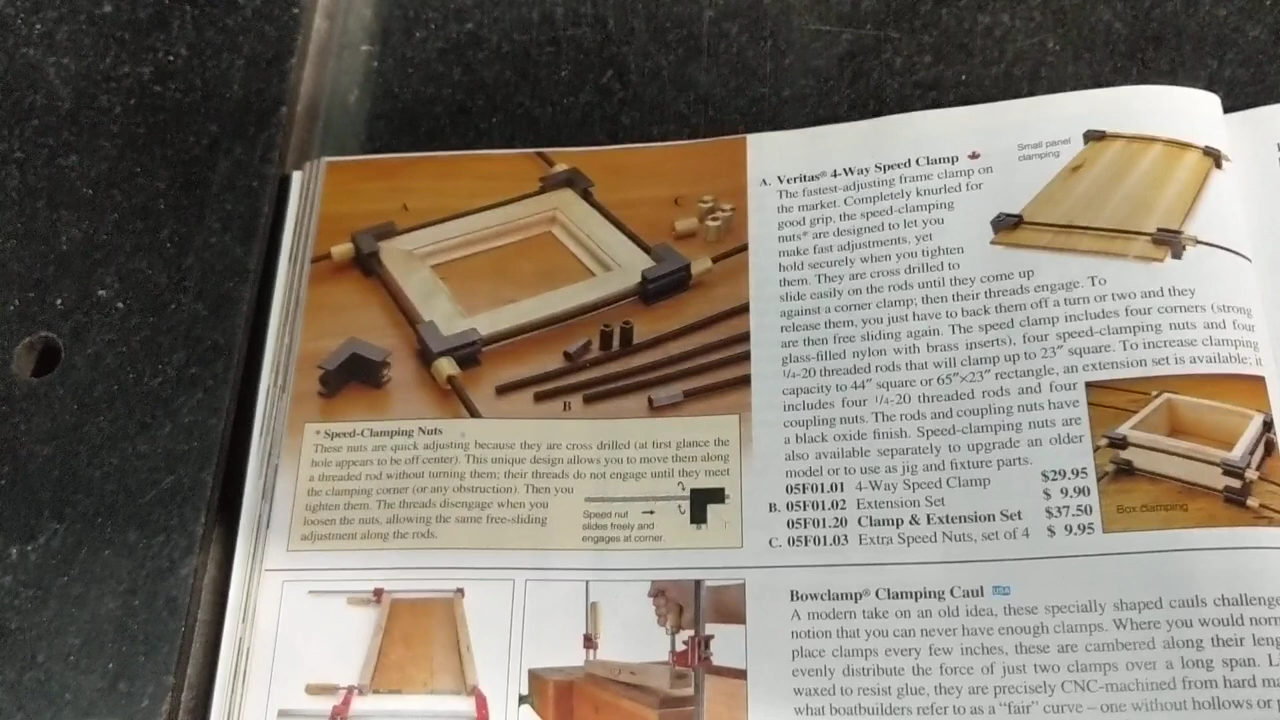 A
C
B
* Speed-Clamping Nuts
These nuts are quick adjusting because they are cross drilled (at first glance the
hole appears to be off center). This unique design allows you to move them along
a threaded rod without turning them; their threads do not engage until they meet
the clamping corner (or any obstruction). Then you
tighten them. The threads disengage when you
loosen the nuts, allowing the same free-sliding
adjustment along the rods.
Speed nut
slides freely and
engages at corner.
Small panel
clamping
A. Veritas® 4-Way Speed Clamp
The fastest-adjusting frame clamp on
the market. Completely knurled for
good grip, the speed-clamping
nuts* are designed to let you
make fast adjustments, yet
hold securely when you tighten
them. They are cross drilled to
slide easily on the rods until they come up
against a corner clamp; then their threads engage. To
release them, you just have to back them off a turn or two and they
are then free sliding again. The speed clamp includes four corners (strong
glass-filled nylon with brass inserts), four speed-clamping nuts and four
1/4-20 threaded rods that will clamp up to 23″ square. To increase clamping
capacity to 44″ square or 65″×23″ rectangle, an extension set is available; it
includes four 1/4-20 threaded rods and four
coupling nuts. The rods and coupling nuts have
a black oxide finish. Speed-clamping nuts are
also available separately to upgrade an older
model or to use as jig and fixture parts.
05F01.01 4-Way Speed Clamp $29.95
B. 05F01.02 Extension Set $ 9.90
05F01.20 Clamp & Extension Set $37.50
C. 05F01.03 Extra Speed Nuts, set of 4 $ 9.95
Box clamping
Bowclamp® Clamping Caul USA
A modern take on an old idea, these specially shaped cauls challenge
notion that you can never have enough clamps. Where you would
place clamps every few inches, these are cambered along their
evenly distribute the force of just two clamps over a long span.
waxed to resist glue, they are precisely CNC-machined from hard
what boatbuilders refer to as a “fair” curve – one without hollows or